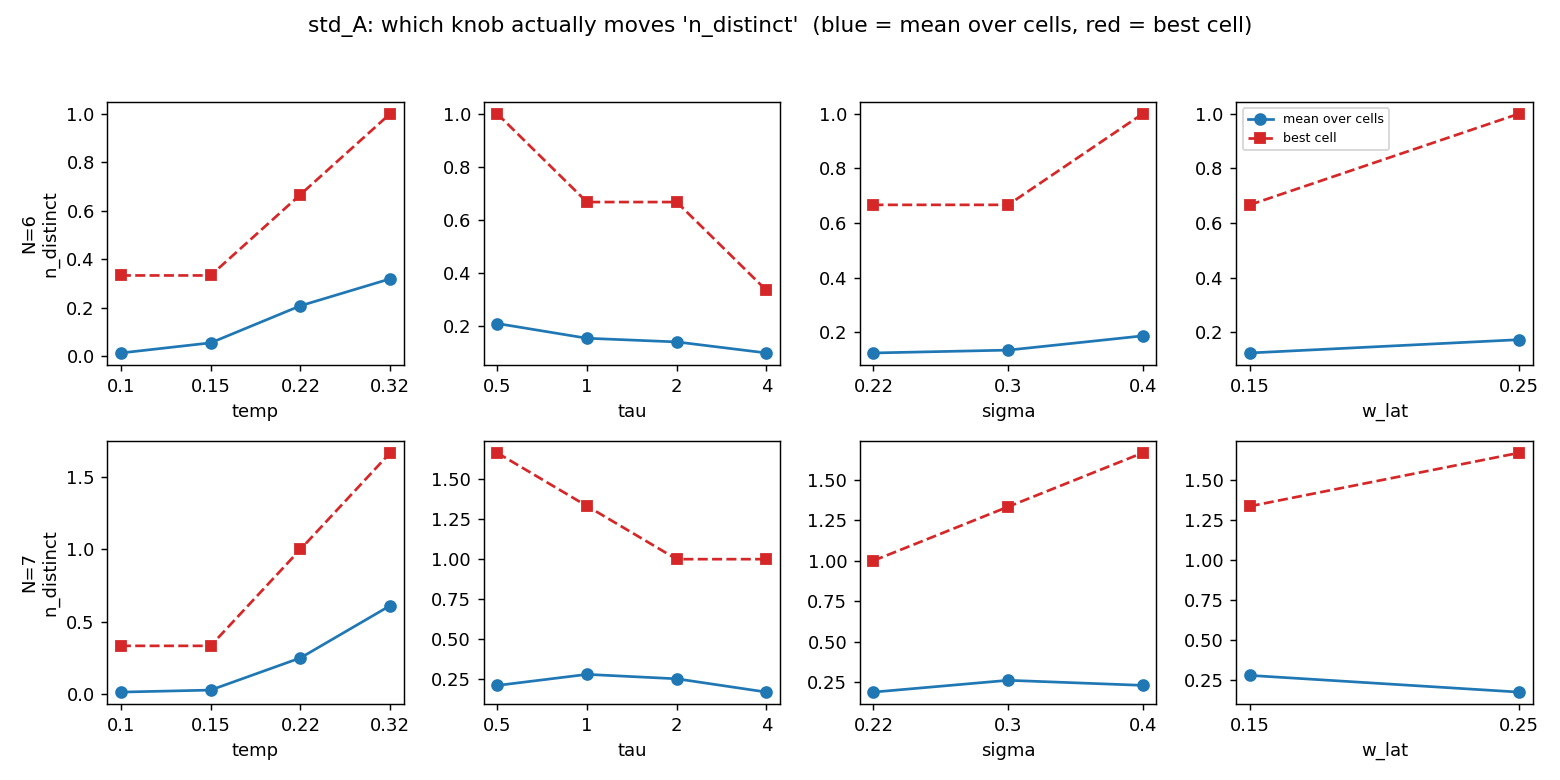 std_A: which knob actually moves 'n_distinct'  (blue = mean over cells, red = best cell)
N=6
n_distinct
1.0
0.8
0.6
0.4
0.2
0.0
0.1 0.15 0.22 0.32
temp
1.0
0.8
0.6
0.4
0.2
0.5 1 2 4
tau
1.0
0.8
0.6
0.4
0.2
0.22 0.3 0.4
sigma
1.0
0.8
0.6
0.4
0.2
mean over cells
best cell
0.15 0.25
w_lat
N=7
n_distinct
1.5
1.0
0.5
0.0
0.1 0.15 0.22 0.32
temp
1.50
1.25
1.00
0.75
0.50
0.25
0.5 1 2 4
tau
1.50
1.25
1.00
0.75
0.50
0.25
0.22 0.3 0.4
sigma
1.50
1.25
1.00
0.75
0.50
0.25
0.15 0.25
w_lat